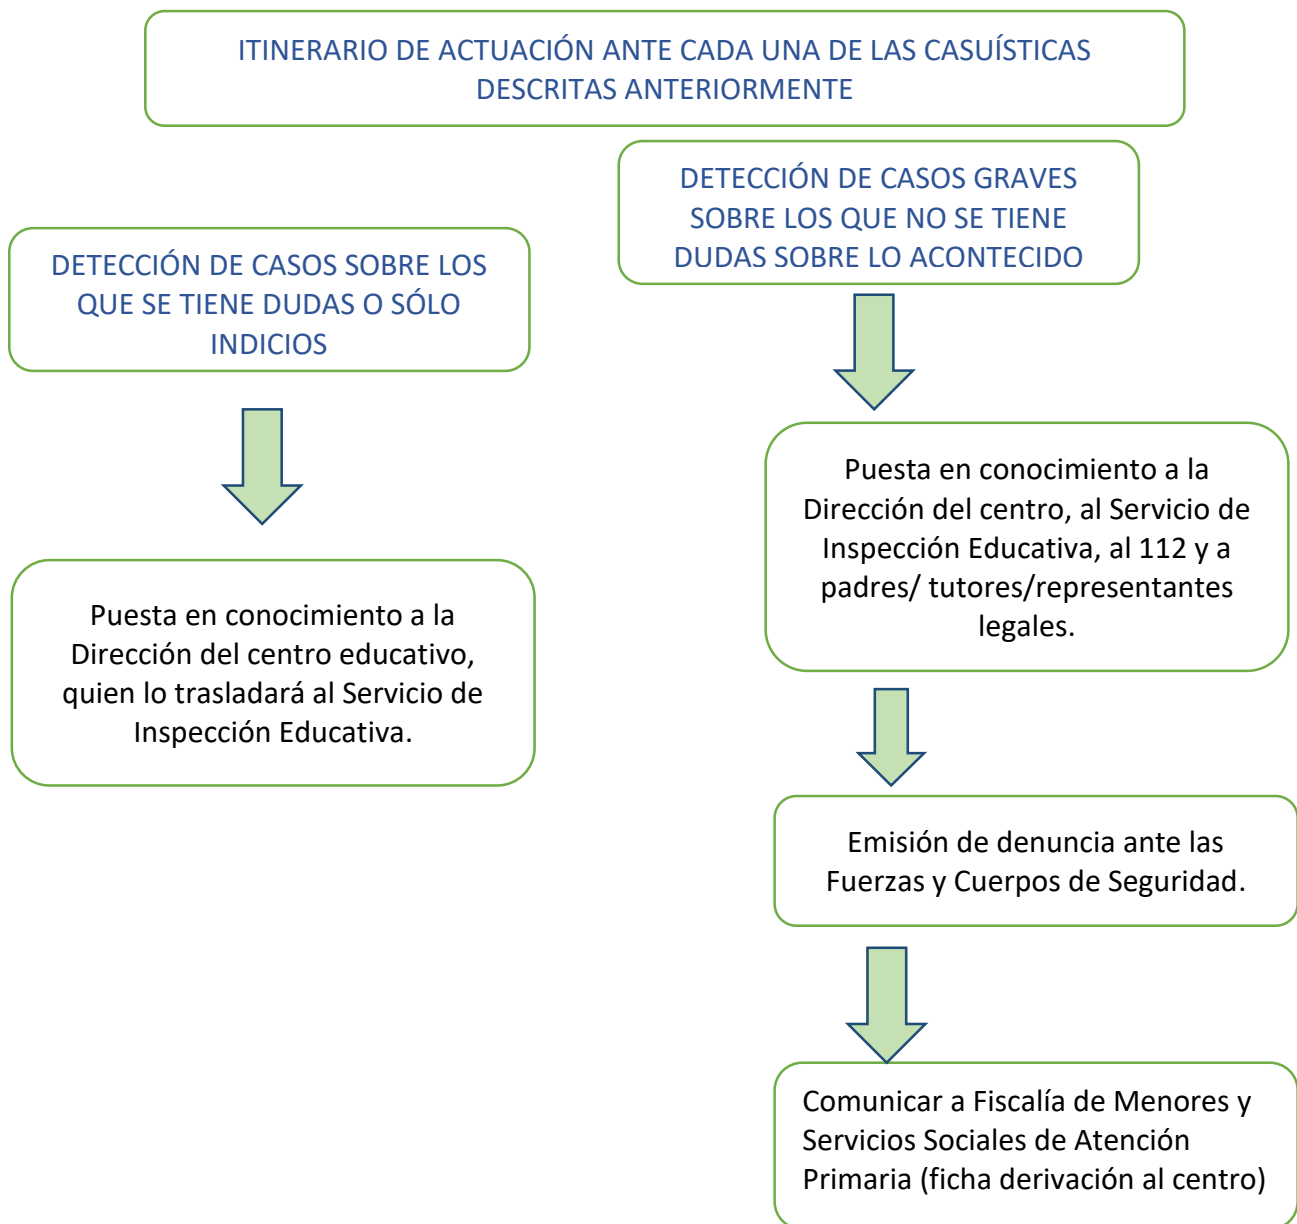 ITINERARIO DE ACTUACIÓN ANTE CADA UNA DE LAS CASUÍSTICAS
DESCRITAS ANTERIORMENTE
DETECCIÓN DE CASOS SOBRE LOS
QUE SE TIENE DUDAS O SÓLO
INDICIOS
Puesta en conocimiento a la
Dirección del centro educativo,
quien lo trasladará al Servicio de
Inspección Educativa.
DETECCIÓN DE CASOS GRAVES
SOBRE LOS QUE NO SE TIENE
DUDAS SOBRE LO ACONTECIDO
Puesta en conocimiento a la
Dirección del centro, al Servicio de
Inspección Educativa, al 112 y a
padres/ tutores/representantes
legales.
Emisión de denuncia ante las
Fuerzas y Cuerpos de Seguridad.
Comunicar a Fiscalía de Menores y
Servicios Sociales de Atención
Primaria (ficha derivación al centro)